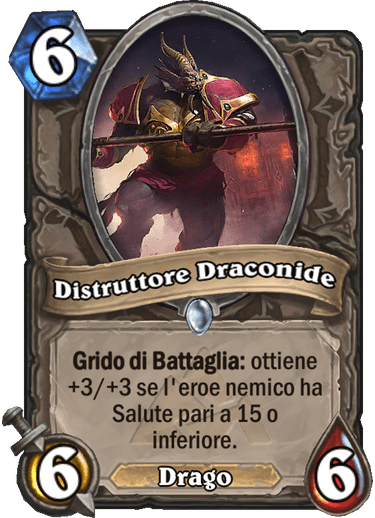 6
Distruttore Draconide
Grido di Battaglia: ottiene
+3/+3 se l'eroe nemico ha
Salute pari a 15 o
inferiore.
6
Drago
6